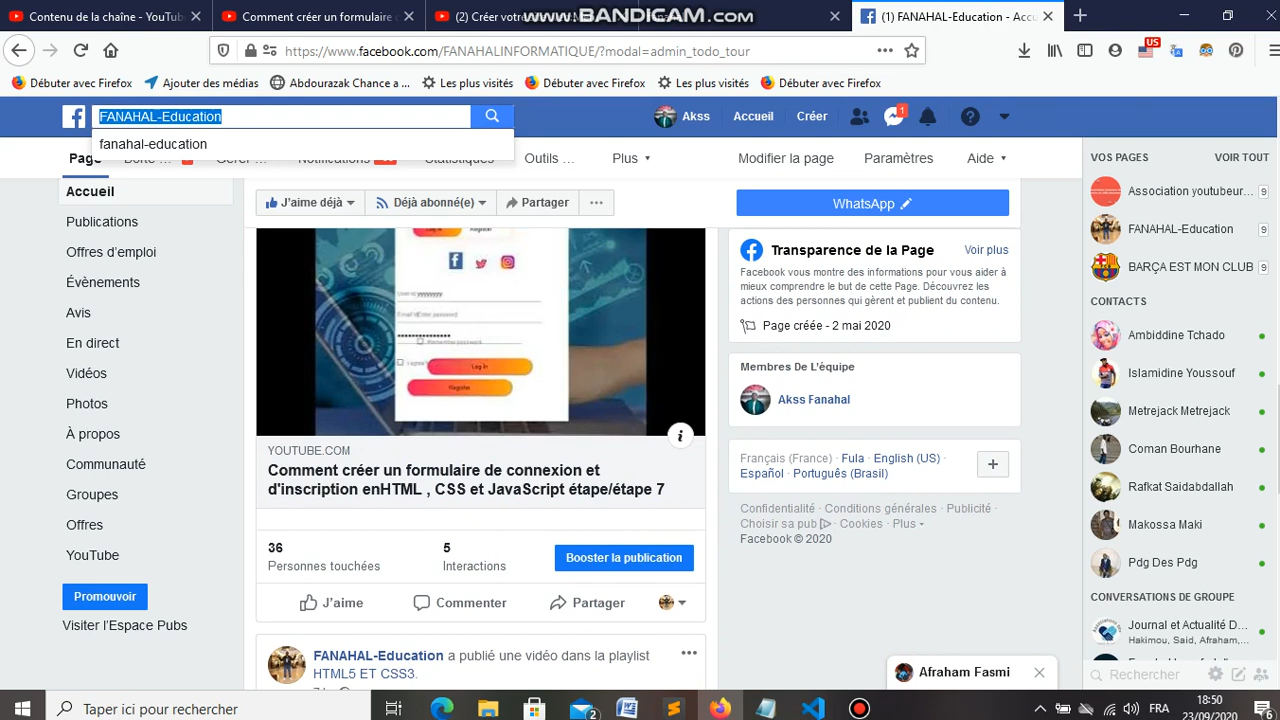 Contenu de la chaîne - YouTube
Comment créer un formulaire
(2) Créer votre
www.BANDICAM.com
(1) FANAHAL-Education - Accu
https://www.facebook.com/FANAHALINFORMATIQUE/?modal=admin_todo_tour
US
Débuter avec Firefox
Ajouter des médias
Abdourazak Chance a ...
Les plus visités
Débuter avec Firefox
Les plus visités
Débuter avec Firefox
FANAHAL-Education
Akss
Accueil
Créer
1
fanahal-education
Page
Gérer ...
Notifications
Statistiques
Outils ...
Plus
Modifier la page
Paramètres
Aide
VOS PAGES
VOIR TOUT
Accueil
J'aime déjà
Déjà abonné(e)
Partager
WhatsApp
Association youtubeur... 9
FANAHAL-Education 9
BARÇA EST MON CLUB 9
Publications
Offres d'emploi
Évènements
Avis
En direct
Vidéos
Photos
À propos
Communauté
Groupes
Offres
YouTube
Promouvoir
Visiter l'Espace Pubs
Log in
Register
YOUTUBE.COM
Comment créer un formulaire de connexion et
d'inscription enHTML , CSS et JavaScript étape/étape 7
36
Personnes touchées
5
Interactions
Booster la publication
J'aime
Commenter
Partager
FANAHAL-Education a publié une vidéo dans la playlist
HTML5 ET CSS3.
Transparence de la Page
Voir plus
Facebook vous montre des informations pour vous aider à
mieux comprendre le but de cette Page. Découvrez les
actions des personnes qui gèrent et publient du contenu.
Page créée - 2 mai 2020
Membres De L'équipe
Akss Fanahal
Français (France) · Fula · English (US) ·
Español · Português (Brasil)
Confidentialité · Conditions générales · Publicité ·
Choisir sa pub · Cookies · Plus
Facebook © 2020
CONTACTS
Ambiddine Tchado
Islamidine Youssouf
Metrejack Metrejack
Coman Bourhane
Rafkat Saidabdallah
Makossa Maki
Pdg Des Pdg
CONVERSATIONS DE GROUPE
Journal et Actualité D...
Hakimou, Said, Afraham,...
Afraham Fasmi
Rechercher
Taper ici pour rechercher
2
FRA
18:50
23/09/2020